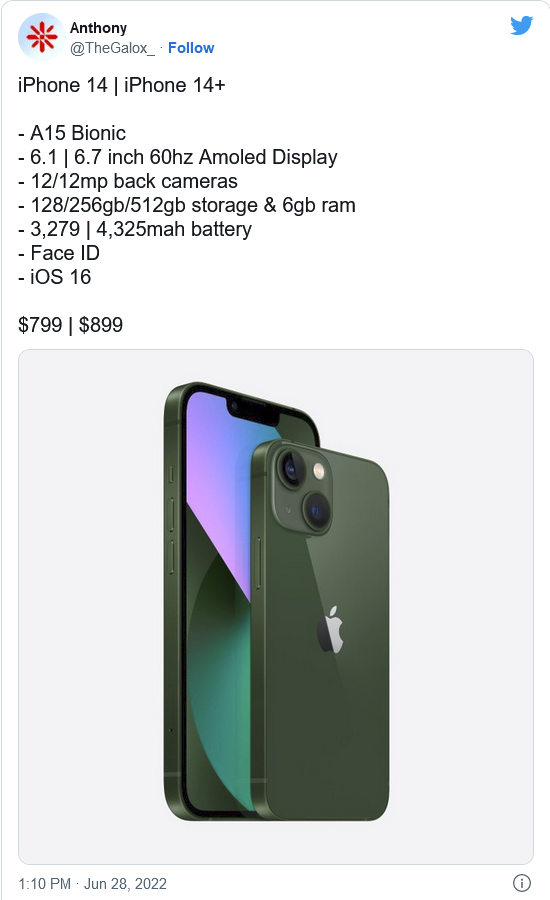 Anthony
@TheGalox_ · Follow
iPhone 14 | iPhone 14+
- A15 Bionic
- 6.1 | 6.7 inch 60hz Amoled Display
- 12/12mp back cameras
- 128/256gb/512gb storage & 6gb ram
- 3,279 | 4,325mah battery
- Face ID
- iOS 16
$799 | $899
1:10 PM · Jun 28, 2022